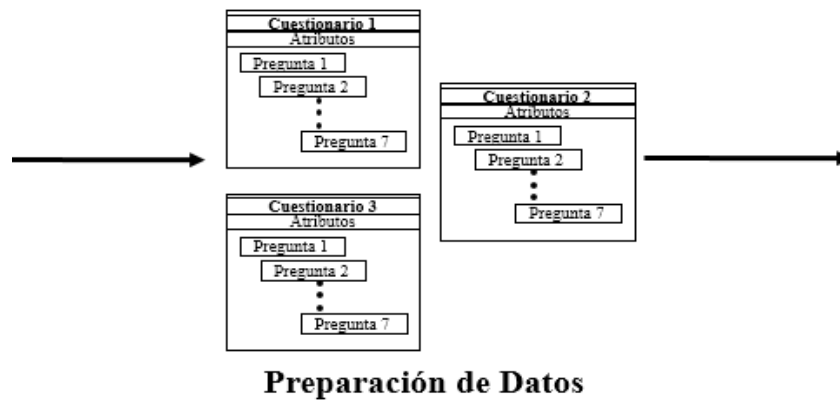 Cuestionario 1
Atributos
Pregunta 1
Pregunta 2
Pregunta 7
Cuestionario 2
Atributos
Pregunta 1
Pregunta 2
Pregunta 7
Cuestionario 3
Atributos
Pregunta 1
Pregunta 2
Pregunta 7
Preparación de Datos